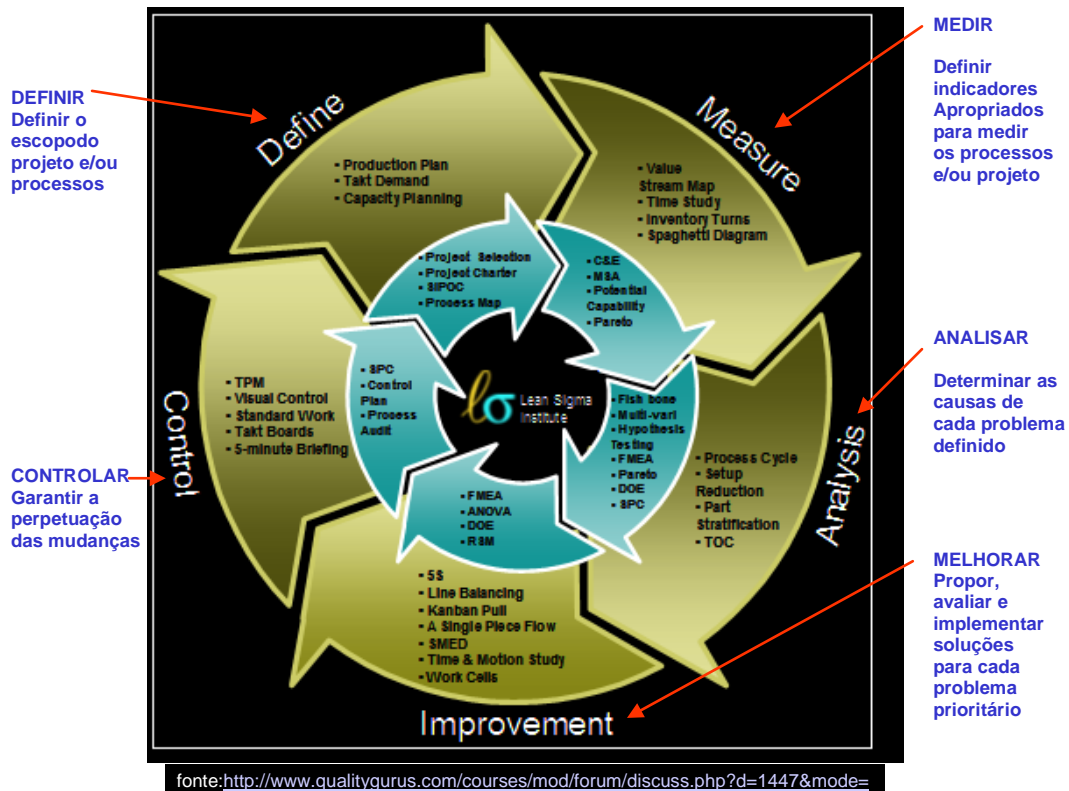 DEFINIR
Definir o
escopodo
projeto e/ou
processos
MEDIR
Definir
indicadores
Apropriados
para medir
os processos
e/ou projeto
ANALISAR
Determinar as
causas de
cada problema
definido
MELHORAR
Propor,
avaliar e
implementar
soluções
para cada
problema
prioritário
CONTROLAR
Garantir a
perpetuação
das mudanças
Define
- Production Plan
- Takt Demand
- Capacity Planning
Measure
- Value
Stream Map
- Time Study
- Inventory Turns
- Spaghetti Diagram
Analysis
- Process Cycle
- Setup
Reduction
- Part
Stratification
- TOC
Improvement
- 5S
- Line Balancing
- Kanban Pull
- A Single Piece Flow
- SMED
- Time & Motion Study
- Work Cells
Control
- TPM
- Visual Control
- Standard Work
- Takt Boards
- 5-minute Briefing
- Project Selection
- Project Charter
- SIPOC
- Process Map
- C&E
- MSA
- Potential
Capability
- Pareto
- Fish bone
- Multi-vari
- Hypothesis
Testing
- FMEA
- Pareto
- DOE
- SPC
- FMEA
- ANOVA
- DOE
- RSM
- SPC
- Control
Plan
- Process
Audit
lσ Lean Sigma
Institute
fonte:http://www.qualitygurus.com/courses/mod/forum/discuss.php?d=1447&mode=